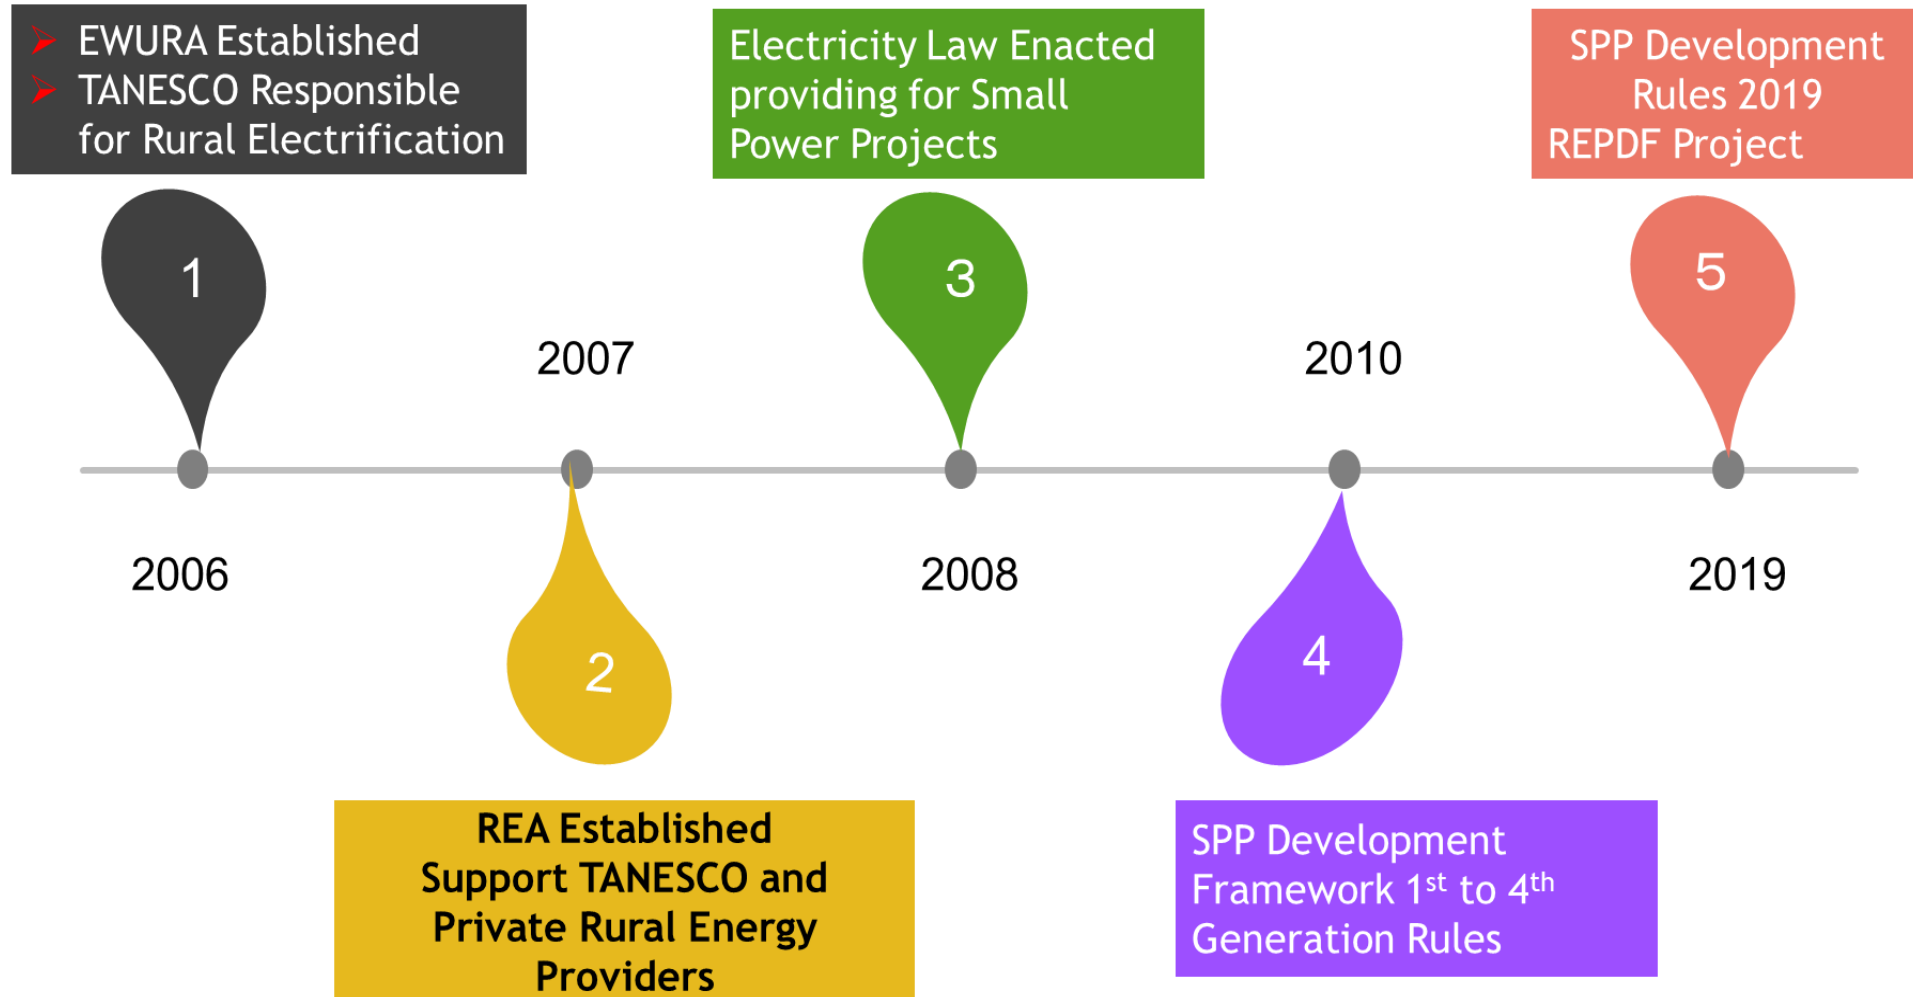 EWURA Established
TANESCO Responsible
for Rural Electrification
Electricity Law Enacted
providing for Small
Power Projects
SPP Development
Rules 2019
REPDF Project
1
3
5
2007
2010
2006
2008
2019
2
4
REA Established
Support TANESCO and
Private Rural Energy
Providers
SPP Development
Framework 1st to 4th
Generation Rules